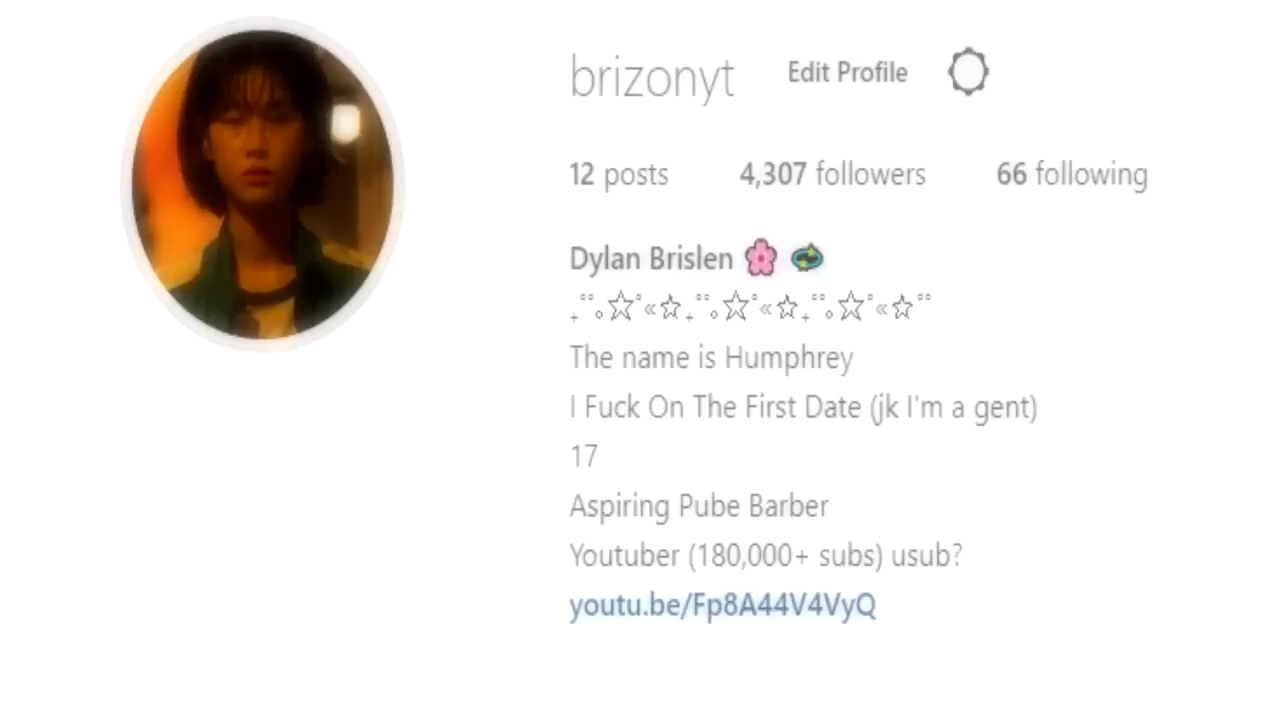 brizonyt Edit Profile
12 posts 4,307 followers 66 following
Dylan Brislen 🌸 💫
₊˚°｡☆°«☆₊˚°｡☆°«☆₊˚°｡☆°«☆˚°
The name is Humphrey
I Fuck On The First Date (jk I'm a gent)
17
Aspiring Pube Barber
Youtuber (180,000+ subs) usub?
youtu.be/Fp8A44V4VyQ